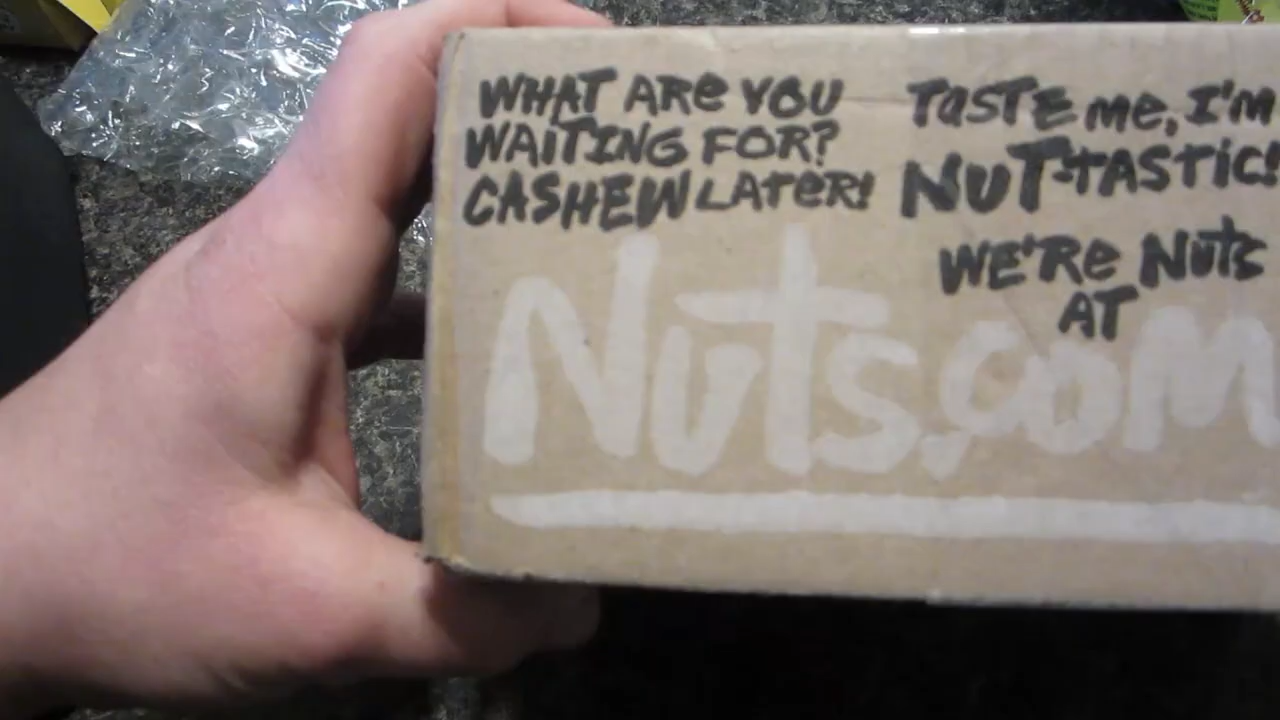 WHAT ARe YOU
WAiTING FOR?
CASHEW LATeR!
TaSTE me, I'm
NUT-TASTiC!
WE'Re Nuts
AT
Nuts.com